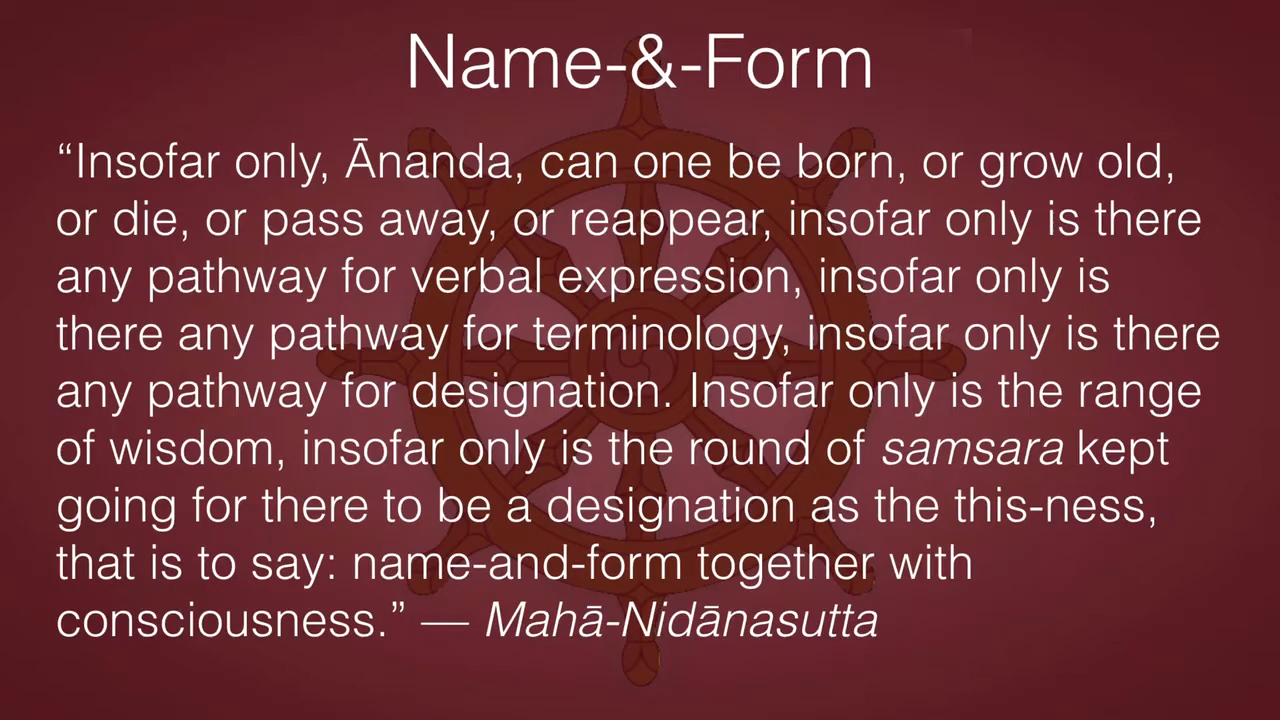 Name-&-Form
“Insofar only, Ānanda, can one be born, or grow old,
or die, or pass away, or reappear, insofar only is there
any pathway for verbal expression, insofar only is
there any pathway for terminology, insofar only is there
any pathway for designation. Insofar only is the range
of wisdom, insofar only is the round of samsara kept
going for there to be a designation as the this-ness,
that is to say: name-and-form together with
consciousness.” — Mahā-Nidānasutta